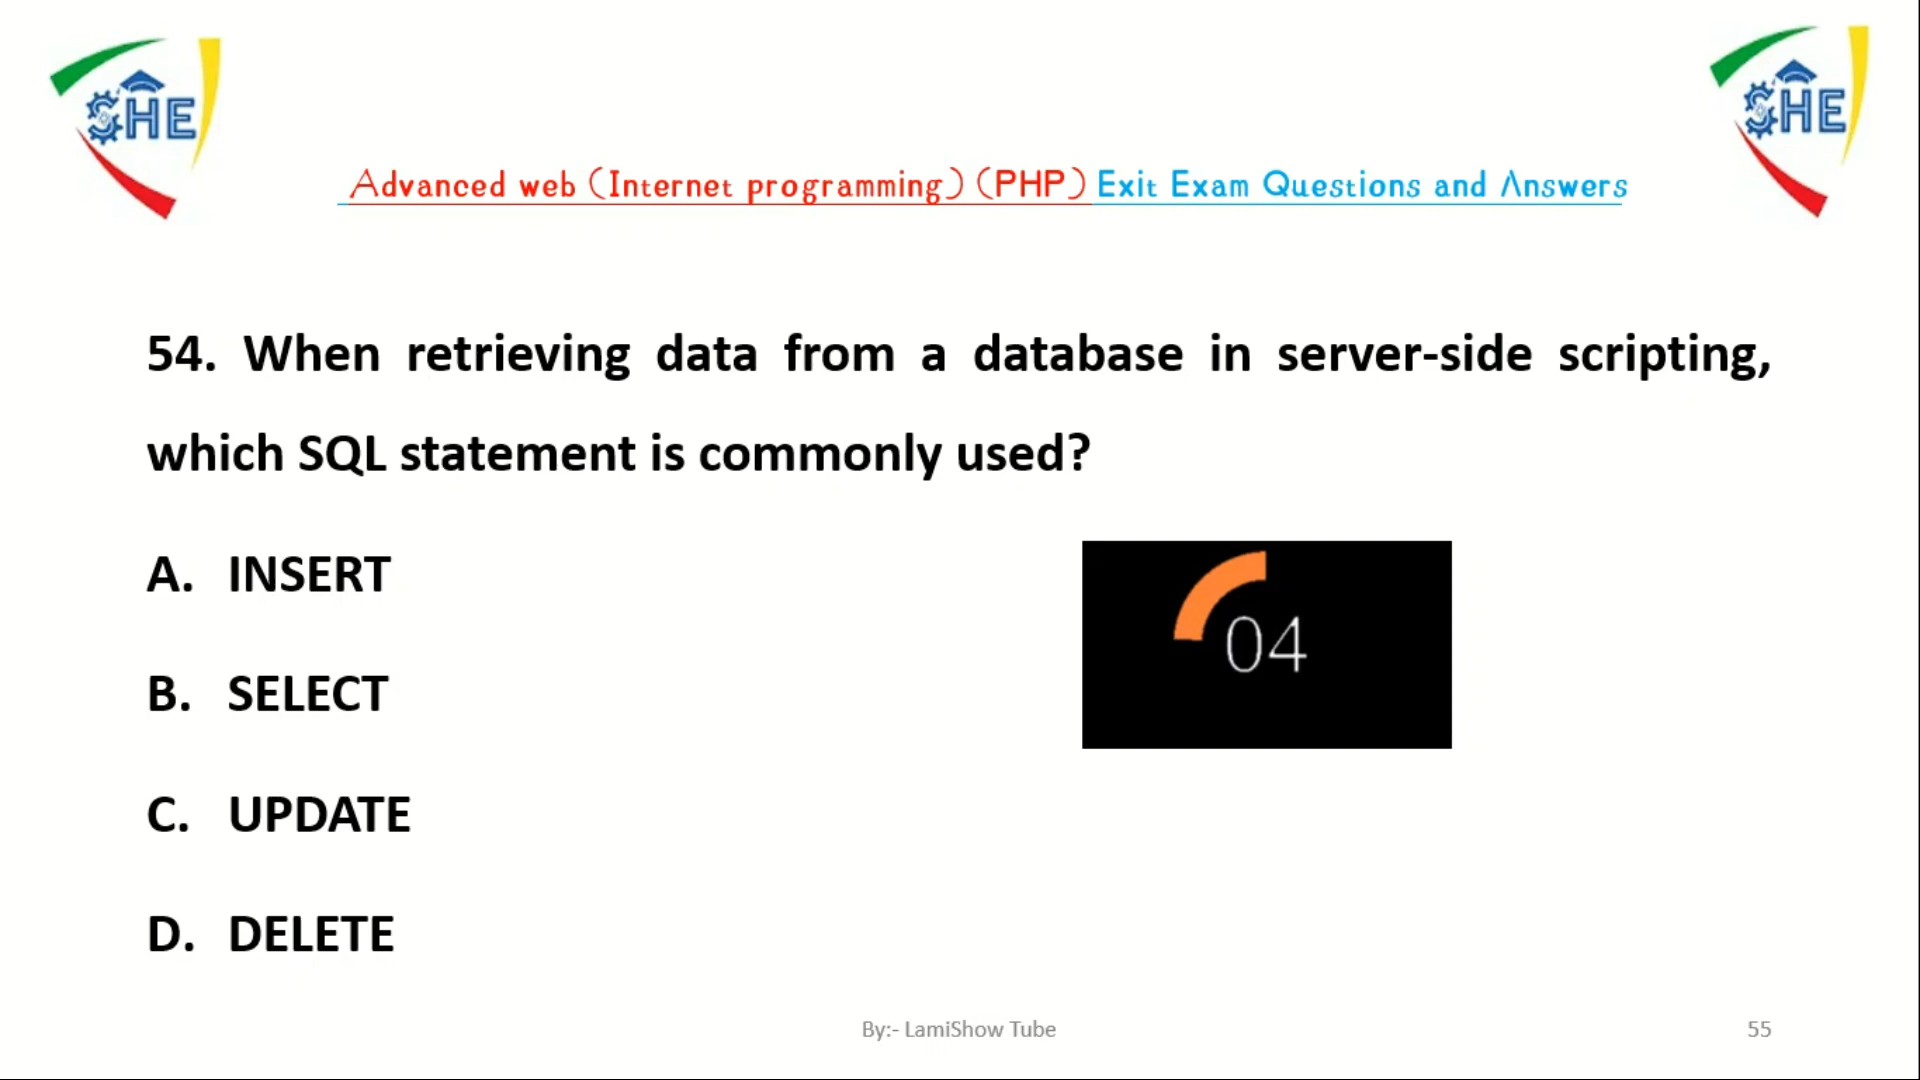 SHE
SHE
Advanced web (Internet programming) (PHP) Exit Exam Questions and Answers
54. When retrieving data from a database in server-side scripting,
which SQL statement is commonly used?
A. INSERT
04
B. SELECT
C. UPDATE
D. DELETE
By:- LamiShow Tube
55